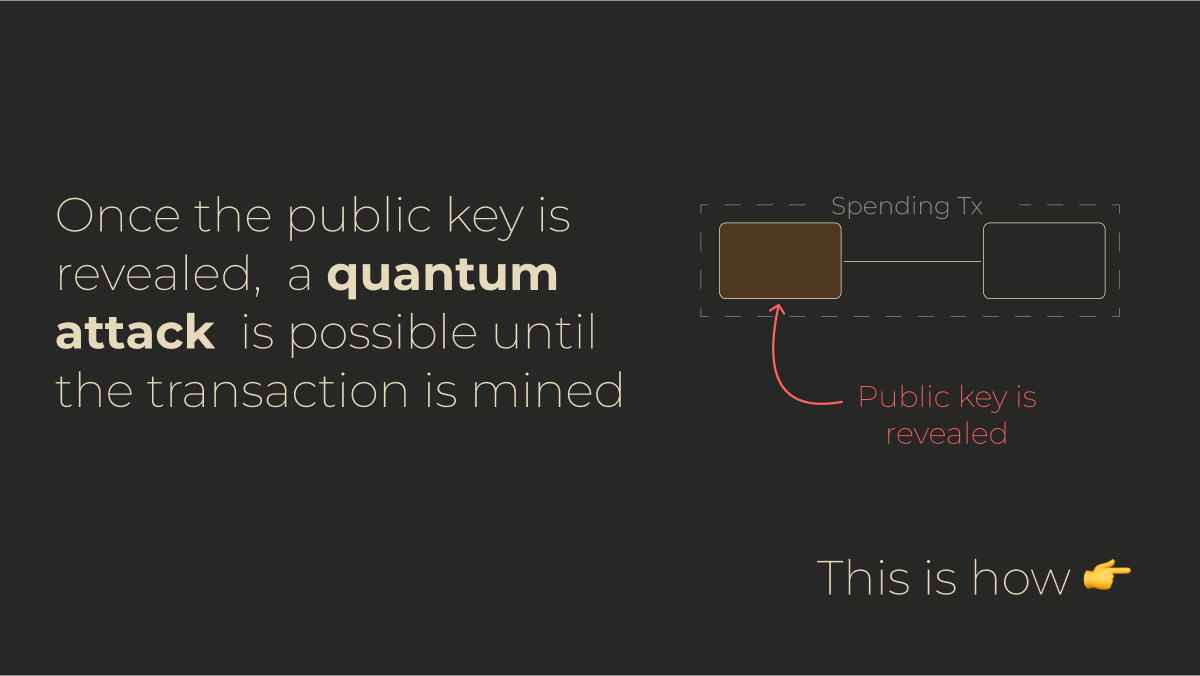 Once the public key is
revealed,  a quantum
attack  is possible until
the transaction is mined
Spending Tx
Public key is
revealed
This is how 👉